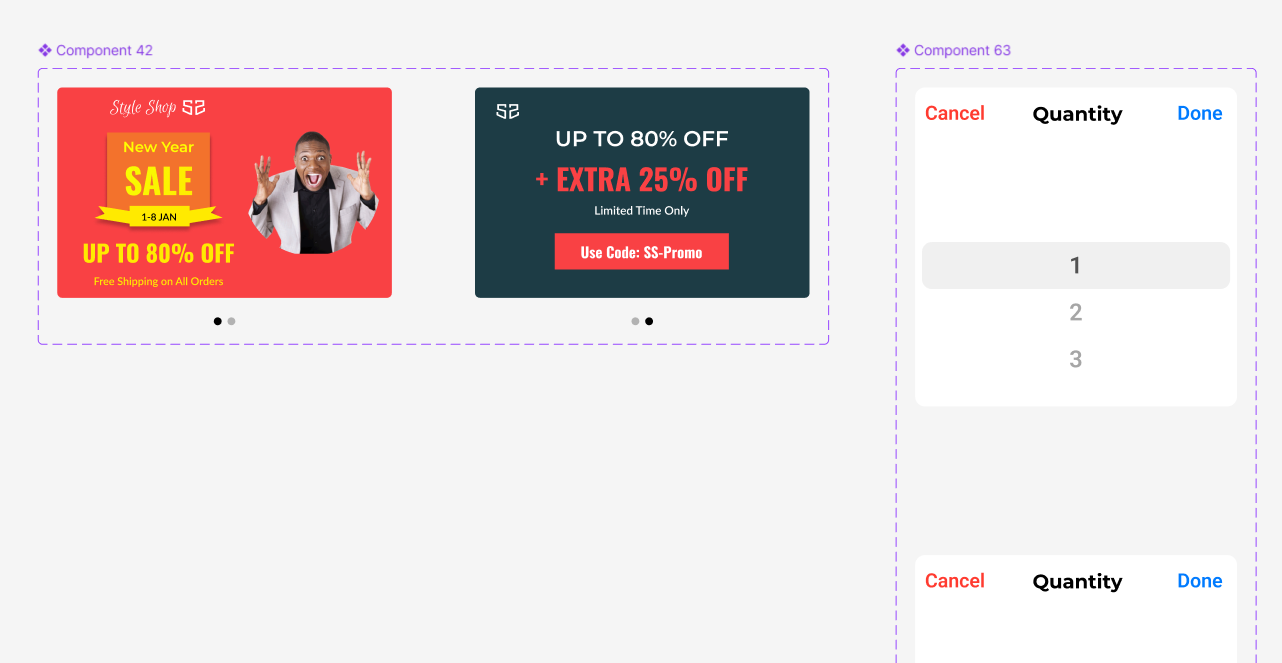 Component 42
Style Shop SS
New Year
SALE
1-8 JAN
UP TO 80% OFF
Free Shipping on All Orders
SS
UP TO 80% OFF
+ EXTRA 25% OFF
Limited Time Only
Use Code: SS-Promo
Component 63
Cancel Quantity Done
1
2
3
Cancel Quantity Done